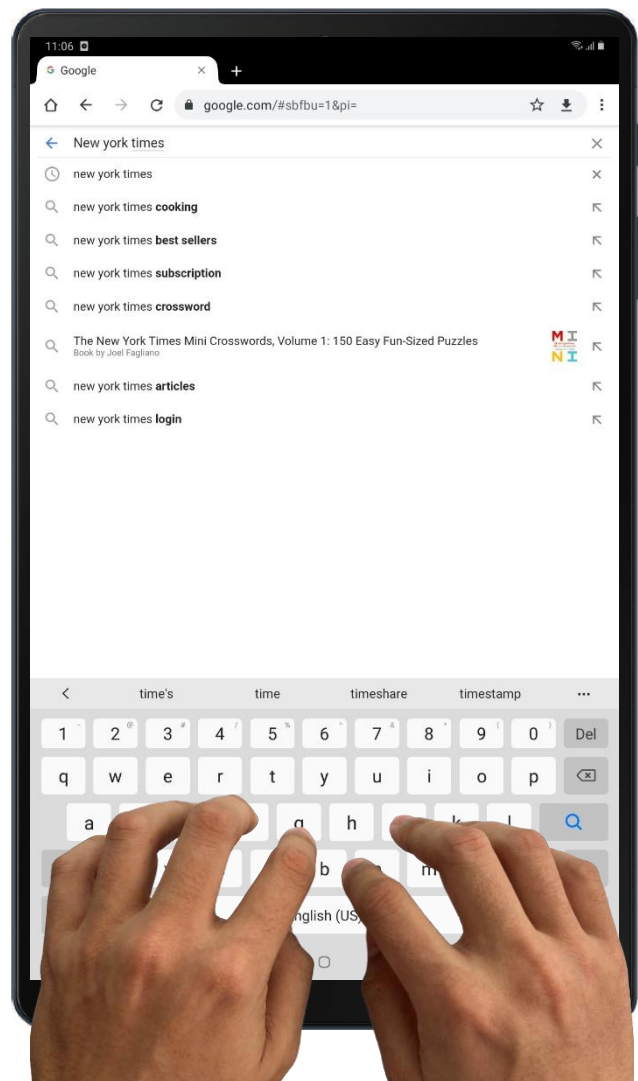 11:06
Google
google.com/#sbfbu=1&pi=
New york times
new york times
new york times cooking
new york times best sellers
new york times subscription
new york times crossword
The New York Times Mini Crosswords, Volume 1: 150 Easy Fun-Sized Puzzles
Book by Joel Fagliano
MI
NI
new york times articles
new york times login
time's time timeshare timestamp ...
1 2 @ 3 # 4 / 5 % 6 ' 7 & 8 * 9 ( 0 ) Del
q w e r t y u i o p
a g h k l
b n m
nglish (US)